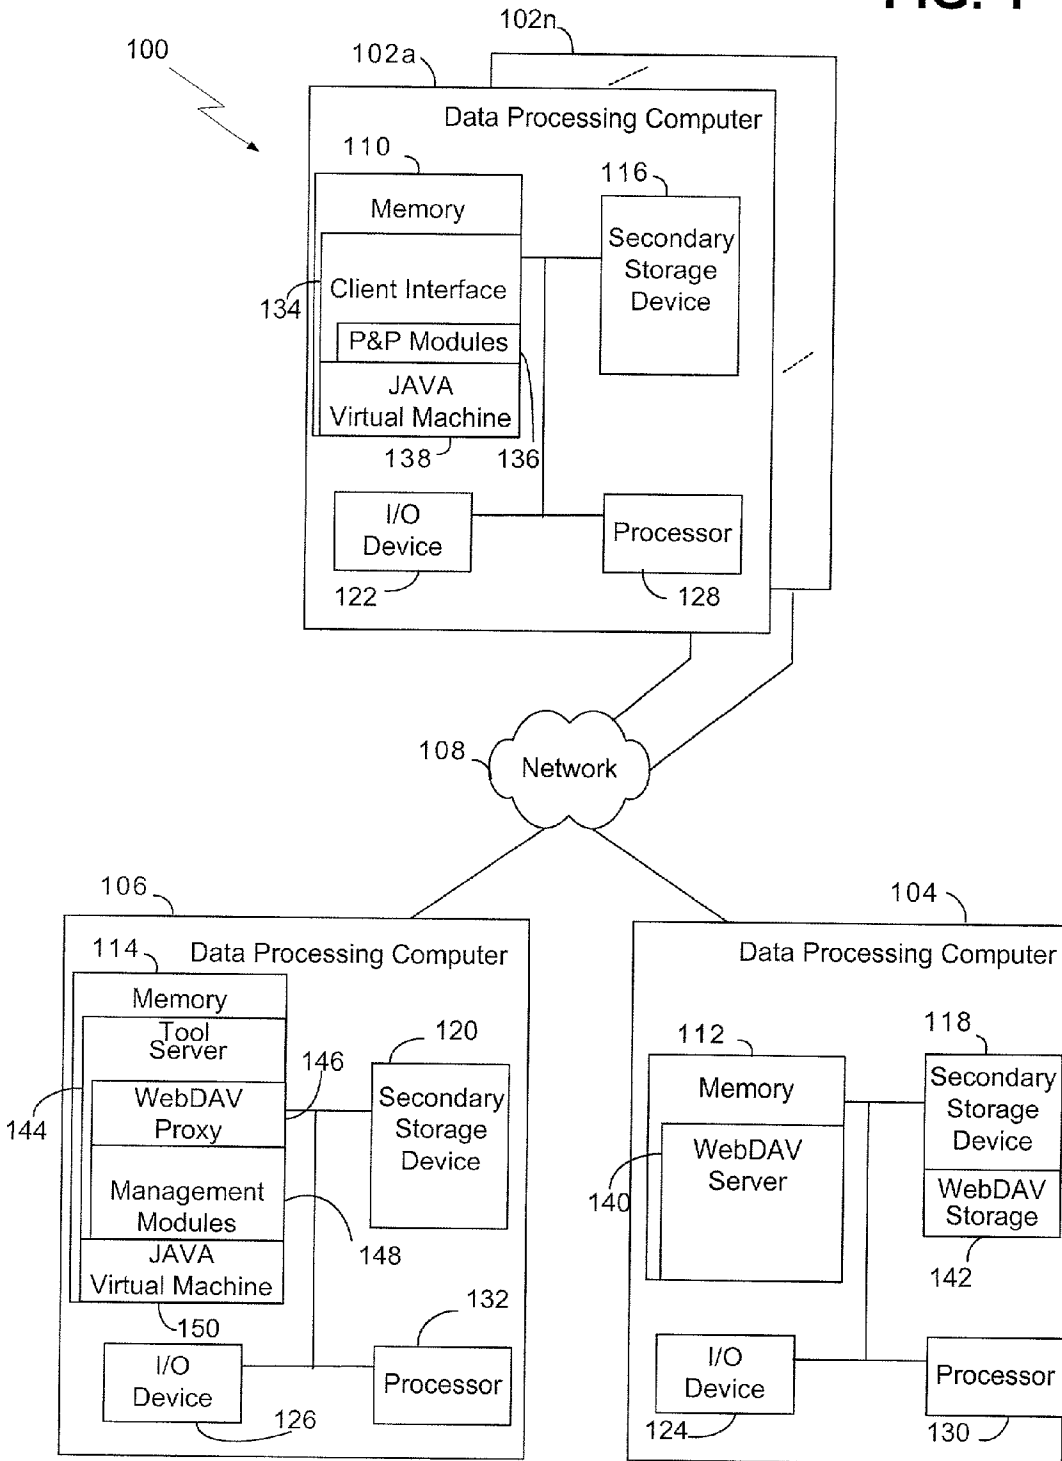 FIG. 1
102n
100
102a
Data Processing Computer
110
116
Memory
Secondary
Storage
Device
134
Client Interface
P&P Modules
JAVA
Virtual Machine
138
136
I/O
Device
Processor
122
128
108
Network
106
104
Data Processing Computer
114
Memory
Tool
Server
120
146
144
WebDAV
Proxy
Secondary
Storage
Device
Management
Modules
148
JAVA
Virtual Machine
150
132
I/O
Device
Processor
126
Data Processing Computer
112
118
Memory
Secondary
Storage
Device
140
WebDAV
Server
WebDAV
Storage
142
I/O
Device
Processor
124
130